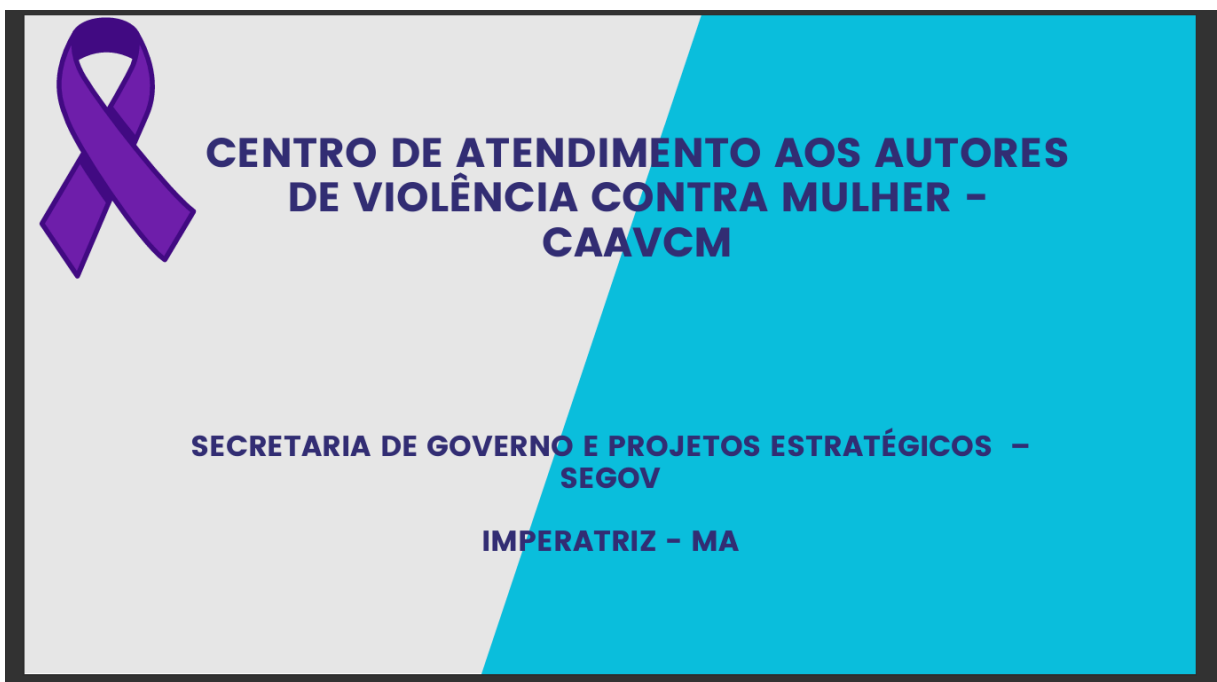 CENTRO DE ATENDIMENTO AOS AUTORES
DE VIOLÊNCIA CONTRA MULHER -
CAAVCM
SECRETARIA DE GOVERNO E PROJETOS ESTRATÉGICOS –
SEGOV
IMPERATRIZ - MA